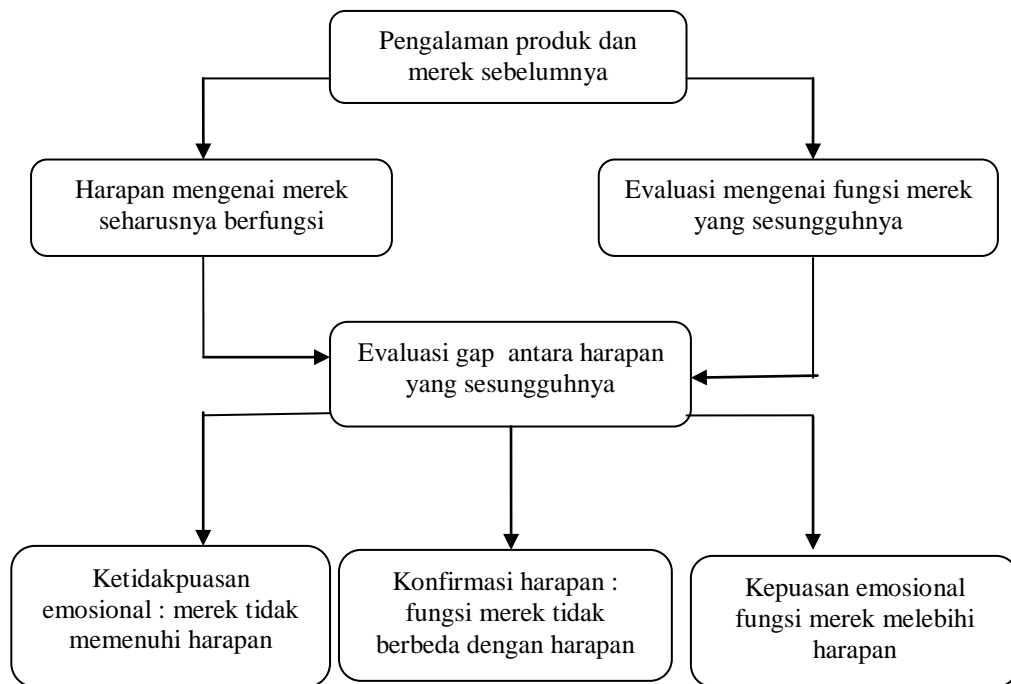 Pengalaman produk dan
merek sebelumnya
Harapan mengenai merek
seharusnya berfungsi
Evaluasi mengenai fungsi merek
yang sesungguhnya
Evaluasi gap antara harapan
yang sesungguhnya
Ketidakpuasan
emosional : merek tidak
memenuhi harapan
Konfirmasi harapan :
fungsi merek tidak
berbeda dengan harapan
Kepuasan emosional
fungsi merek melebihi
harapan